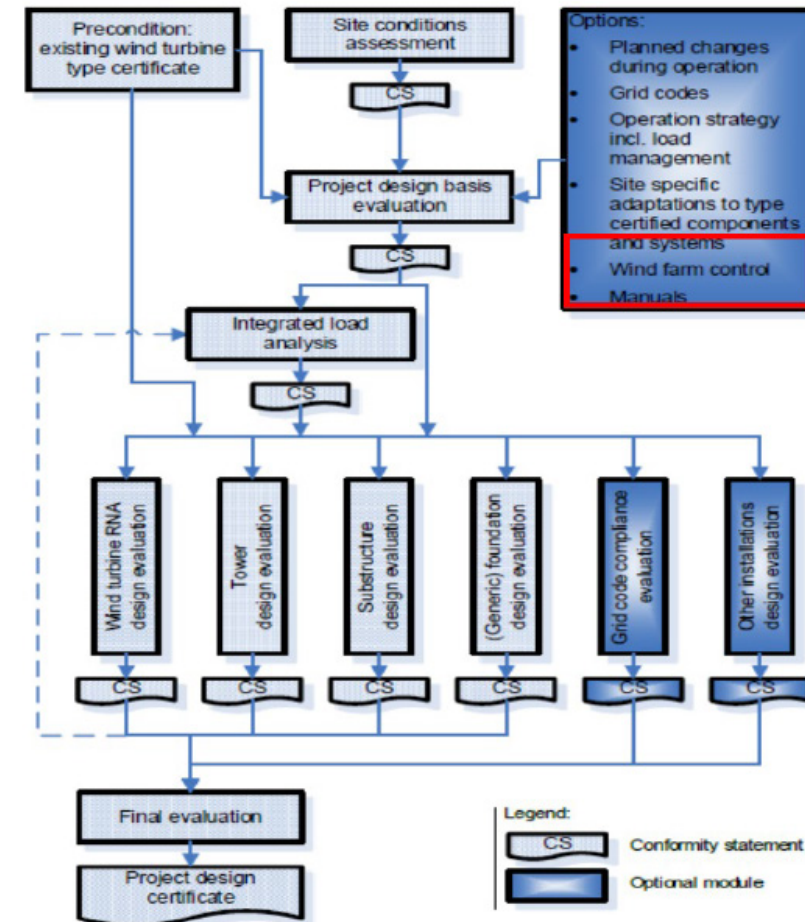 Precondition:
existing wind turbine
type certificate
Site conditions
assessment
CS
Options:
• Planned changes
during operation
• Grid codes
• Operation strategy
incl. load
management
• Site specific
adaptations to type
certified components
and systems
• Wind farm control
• Manuals
Project design basis
evaluation
CS
Integrated load
analysis
CS
Wind turbine RNA
design evaluation
Tower
design evaluation
Substructure
design evaluation
(Generic) foundation
design evaluation
Grid code compliance
evaluation
Other installations
design evaluation
CS
CS
CS
CS
CS
CS
Final evaluation
Project design
certificate
Legend:
CS
Conformity statement
Optional module